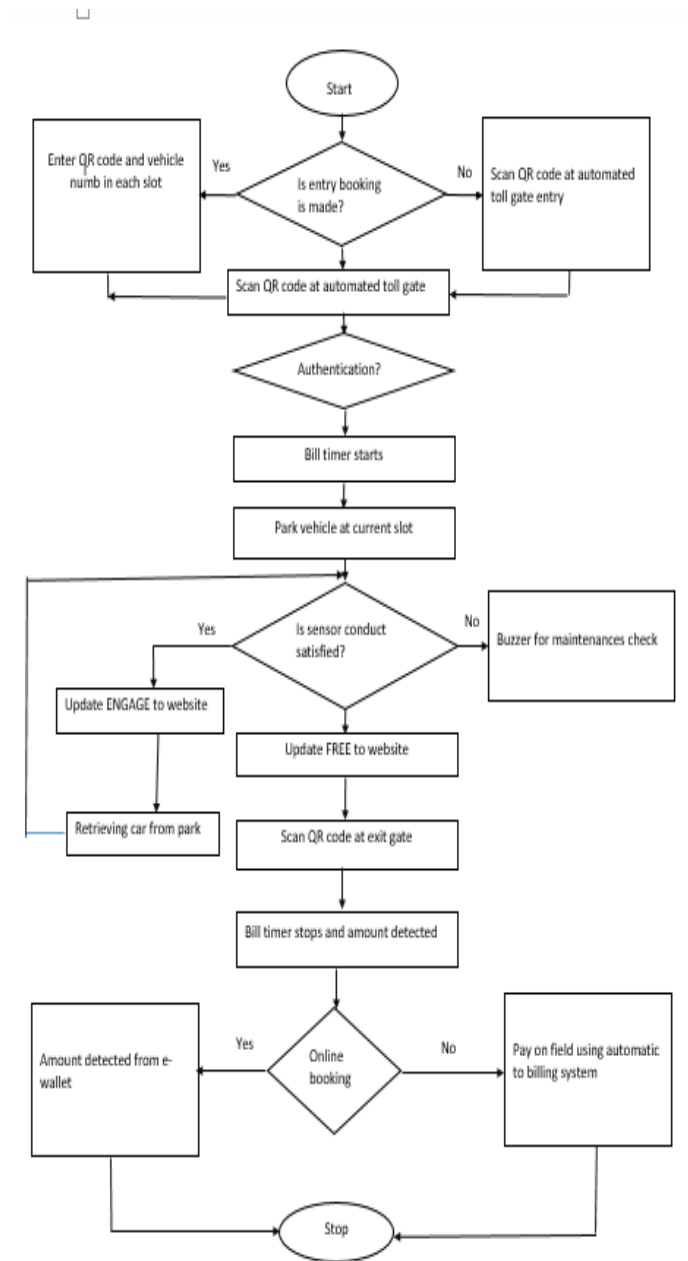 Start
Enter QR code and vehicle
numb in each slot
Yes
Is entry booking
is made?
No
Scan QR code at automated
toll gate entry
Scan QR code at automated toll gate
Authentication?
Bill timer starts
Park vehicle at current slot
Yes
Is sensor conduct
satisfied?
No
Buzzer for maintenances check
Update ENGAGE to website
Update FREE to website
Retrieving car from park
Scan QR code at exit gate
Bill timer stops and amount detected
Amount detected from e-
wallet
Yes
Online
booking
No
Pay on field using automatic
to billing system
Stop